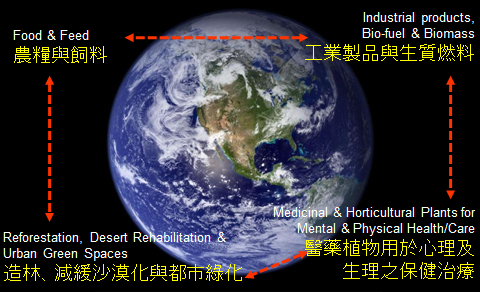 Food & Feed
農糧與飼料
Industrial products,
Bio-fuel & Biomass
工業製品與生質燃料
Reforestation, Desert Rehabilitation &
Urban Green Spaces
造林、減緩沙漠化與都市綠化
Medicinal & Horticultural Plants for
Mental & Physical Health/Care
醫藥植物用於心理及
生理之保健治療